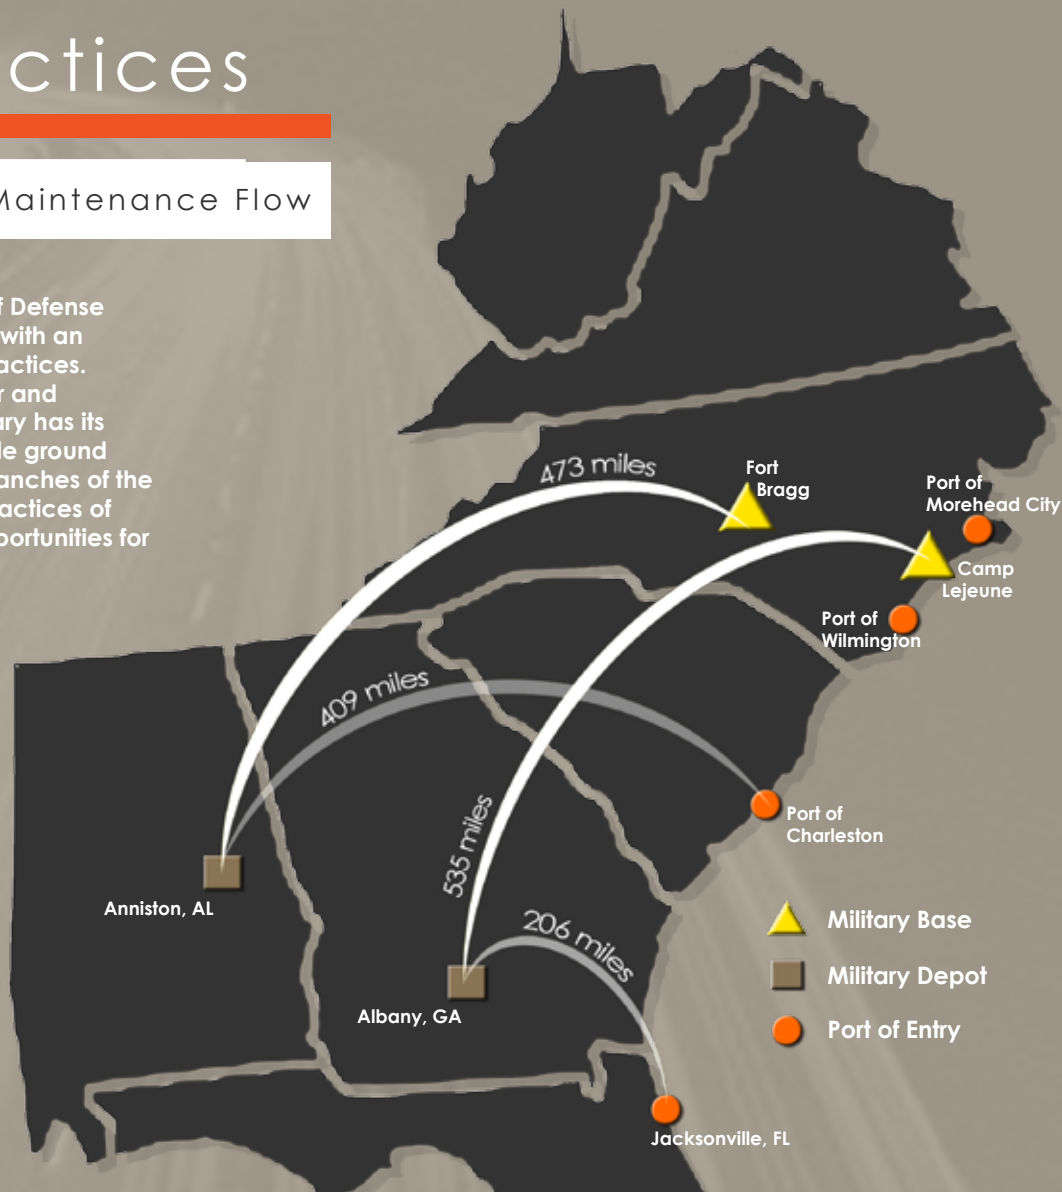 ctices
Maintenance Flow
f Defense
with an
actices.
r and
ary has its
le ground
anches of the
actices of
portunities for
473 miles
Fort
Bragg
Port of
Morehead City
Camp
Lejeune
Port of
Wilmington
409 miles
535 miles
Port of
Charleston
Anniston, AL
206 miles
Albany, GA
Military Base
Military Depot
Port of Entry
Jacksonville, FL